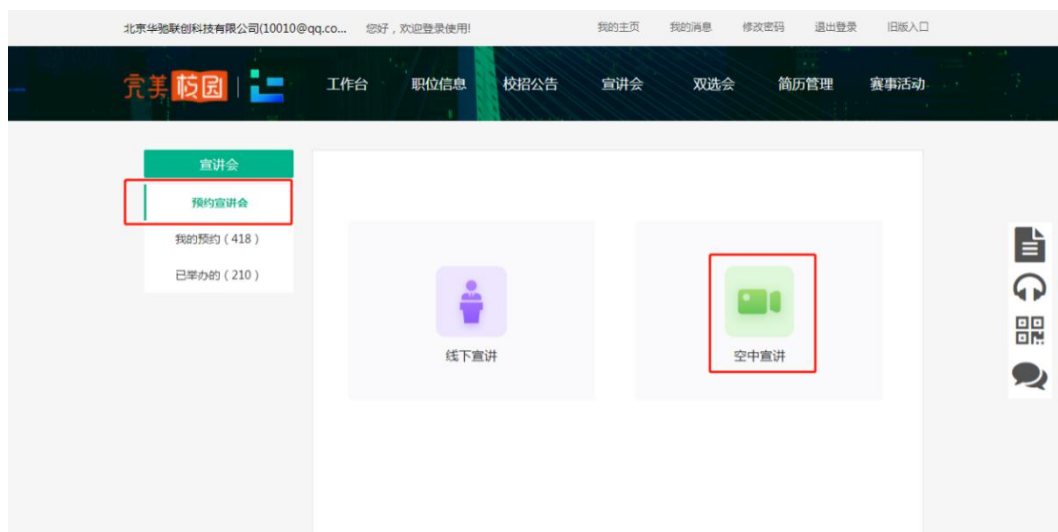 北京华驰联创科技有限公司(10010@qq.co... 您好，欢迎登录使用! 我的主页 我的消息 修改密码 退出登录 旧版入口
完美校园 工作台 职位信息 校招公告 宣讲会 双选会 简历管理 赛事活动
宣讲会
预约宣讲会
我的预约（418）
已举办的（210）
线下宣讲 空中宣讲